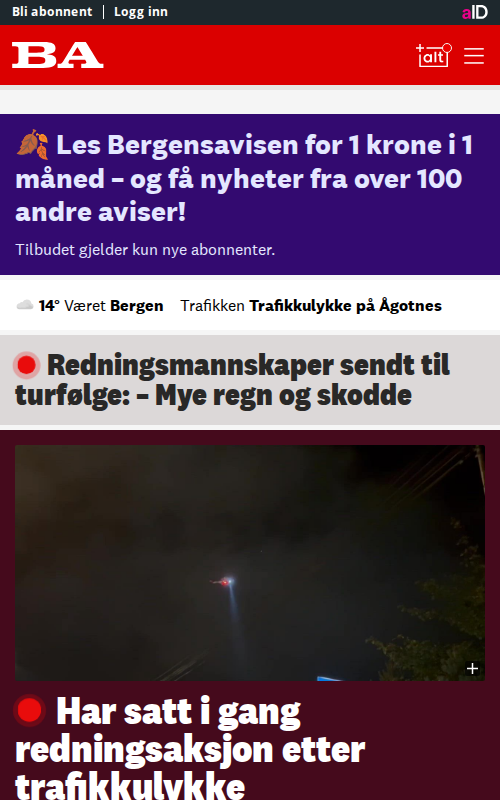 Bli abonnent | Logg inn
aID
BA
+alt
🍂 Les Bergensavisen for 1 krone i 1
måned – og få nyheter fra over 100
andre aviser!
Tilbudet gjelder kun nye abonnenter.
14° Været Bergen Trafikken Trafikkulykke på Ågotnes
Redningsmannskaper sendt til
turfølge: – Mye regn og skodde
Har satt i gang
redningsaksjon etter
trafikkulykke